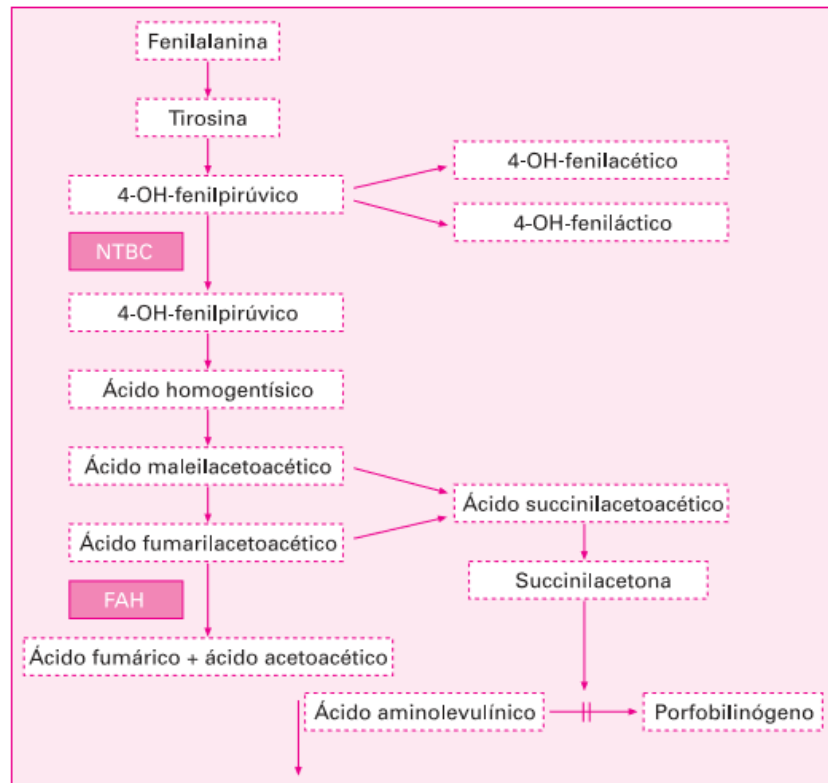 Fenilalanina
Tirosina
4-OH-fenilpirúvico
4-OH-fenilacético
4-OH-feniláctico
NTBC
4-OH-fenilpirúvico
Ácido homogentísico
Ácido maleilacetoacético
Ácido succinilacetoacético
Ácido fumarilacetoacético
Succinilacetona
FAH
Ácido fumárico + ácido acetoacético
Ácido aminolevulínico
Porfobilinógeno